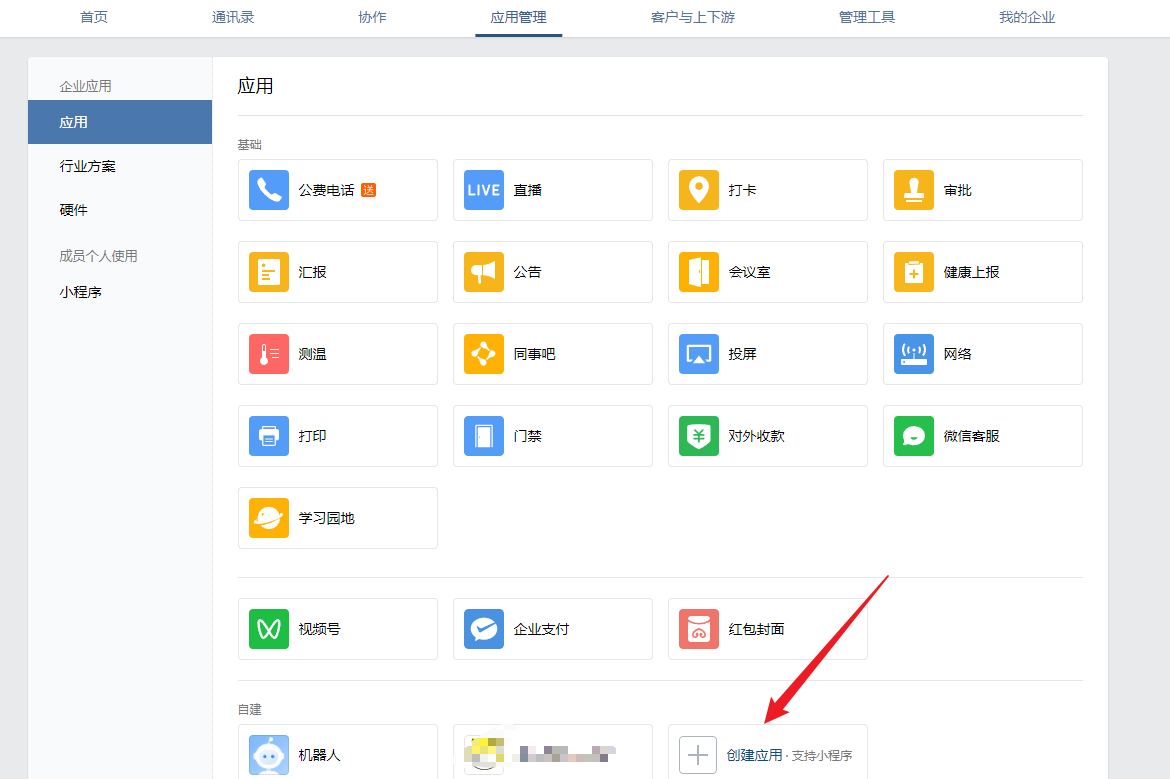 首页 通讯录 协作 应用管理 客户与上下游 管理工具 我的企业
企业应用
应用
行业方案
硬件
成员个人使用
小程序
应用
基础
公费电话 送 LIVE 直播 打卡 审批
汇报 公告 会议室 健康上报
测温 同事吧 投屏 网络
打印 门禁 对外收款 微信客服
学习园地
视频号 企业支付 红包封面
自建
机器人 创建应用 · 支持小程序